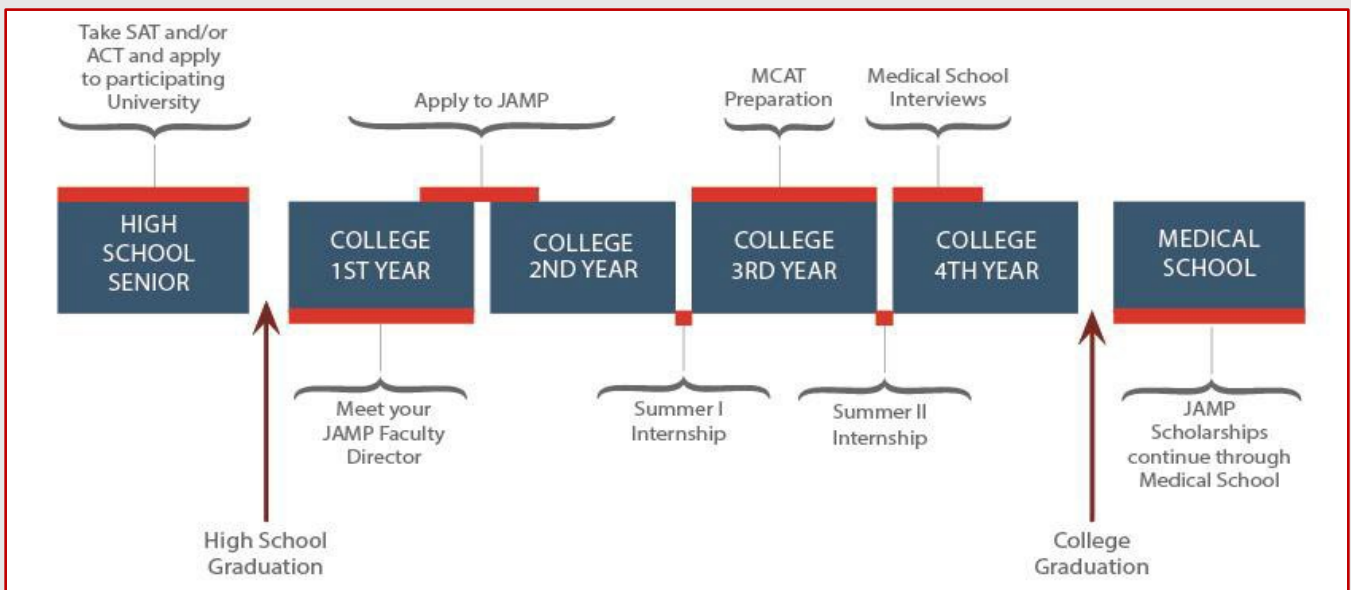 Take SAT and/or
ACT and apply
to participating
University
Apply to JAMP
MCAT
Preparation
Medical School
Interviews
HIGH
SCHOOL
SENIOR
COLLEGE
1ST YEAR
COLLEGE
2ND YEAR
COLLEGE
3RD YEAR
COLLEGE
4TH YEAR
MEDICAL
SCHOOL
Meet your
JAMP Faculty
Director
Summer I
Internship
Summer II
Internship
JAMP
Scholarships
continue through
Medical School
High School
Graduation
College
Graduation